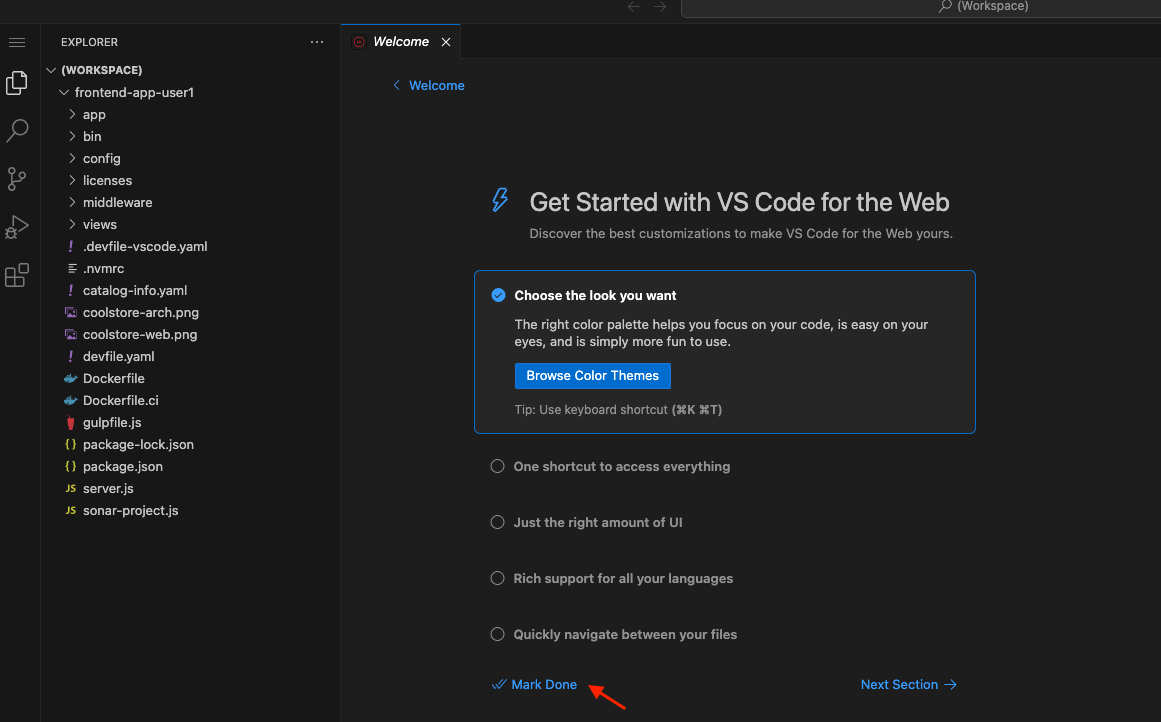 (Workspace)
EXPLORER
Welcome
(WORKSPACE)
frontend-app-user1
app
bin
config
licenses
middleware
views
.devfile-vscode.yaml
.nvmrc
catalog-info.yaml
coolstore-arch.png
coolstore-web.png
devfile.yaml
Dockerfile
Dockerfile.ci
gulpfile.js
package-lock.json
package.json
JS server.js
JS sonar-project.js
Welcome
Get Started with VS Code for the Web
Discover the best customizations to make VS Code for the Web yours.
Choose the look you want
The right color palette helps you focus on your code, is easy on your
eyes, and is simply more fun to use.
Browse Color Themes
Tip: Use keyboard shortcut (⌘K ⌘T)
One shortcut to access everything
Just the right amount of UI
Rich support for all your languages
Quickly navigate between your files
Mark Done
Next Section